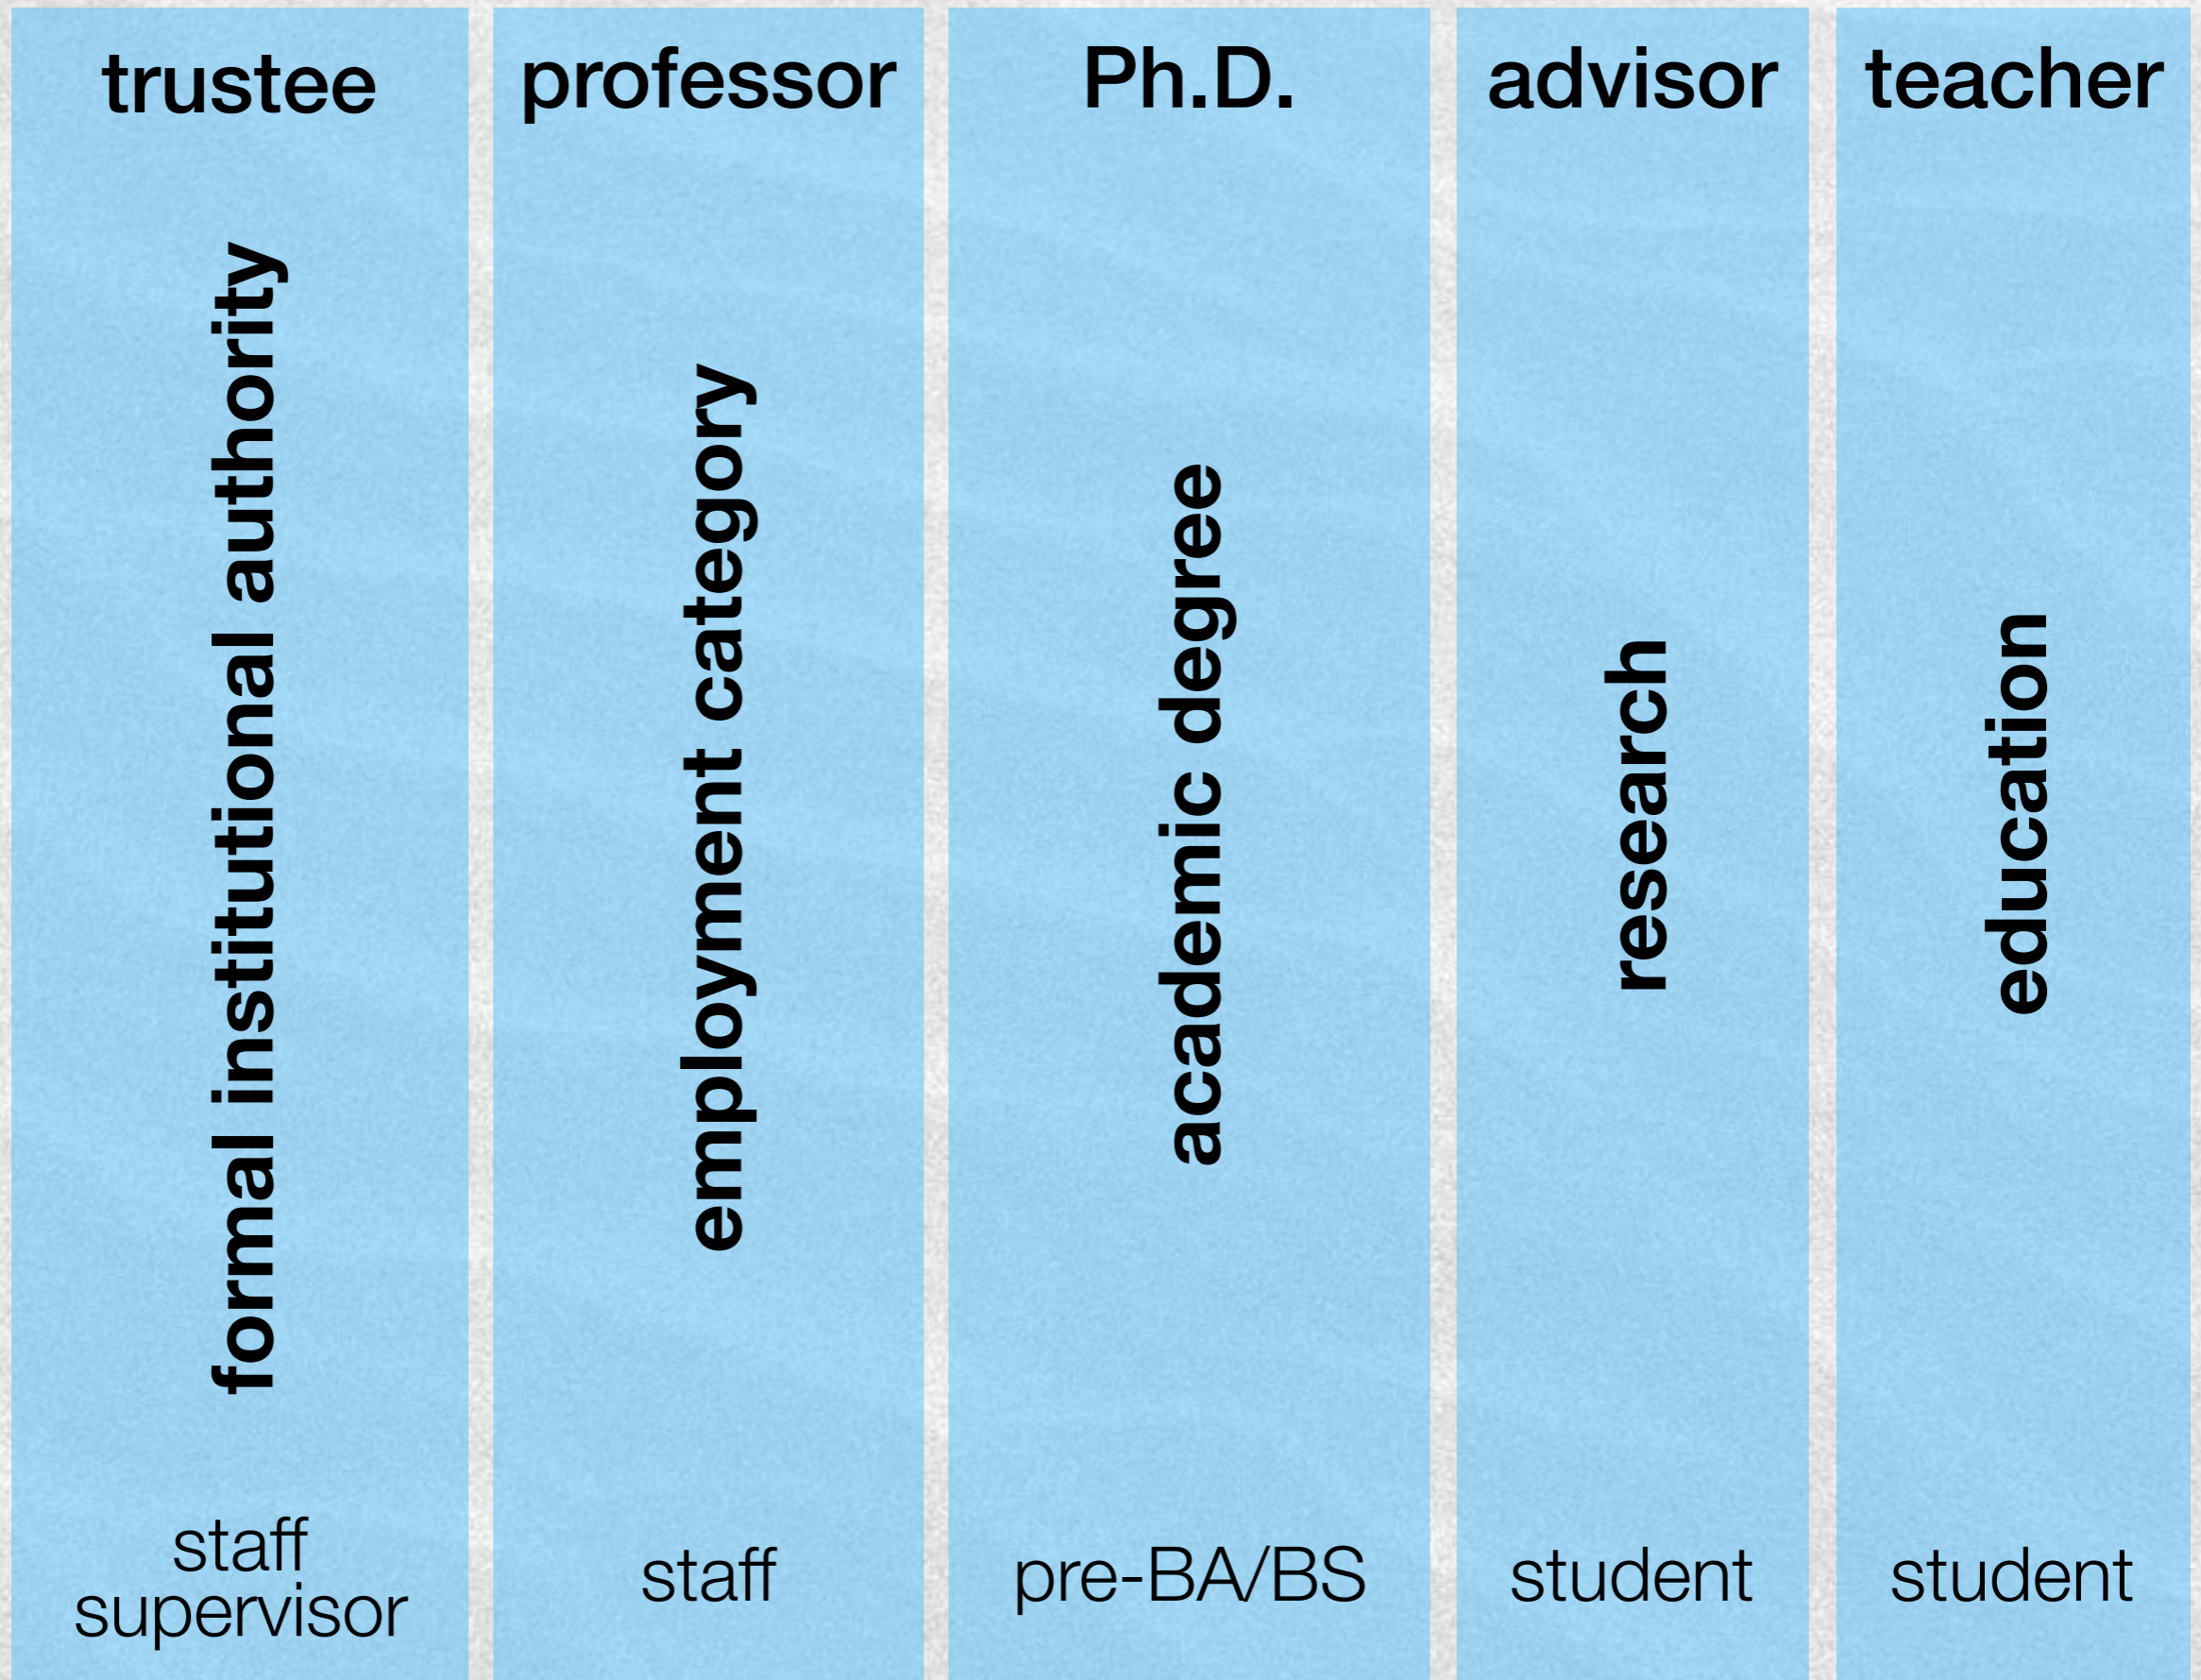 trustee
formal institutional authority
staff
supervisor
professor
employment category
staff
Ph.D.
academic degree
pre-BA/BS
advisor
research
student
teacher
education
student